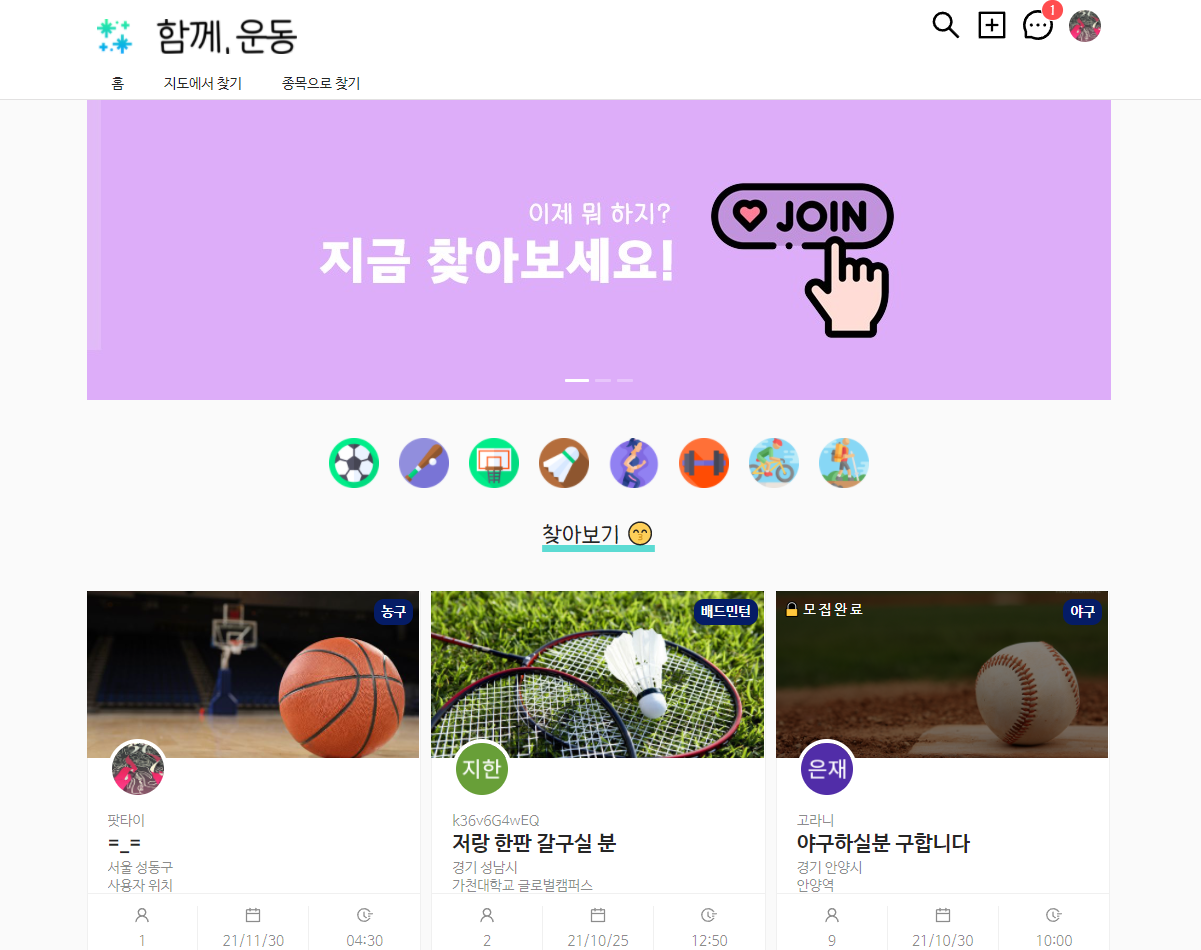 함께, 운동
1
홈
지도에서 찾기
종목으로 찾기
이제 뭐 하지?
지금 찾아보세요!
JOIN
찾아보기
농구
배드민턴
모집완료
야구
지한
은재
팟타이
=_=
서울 성동구
사용자 위치
1
21/11/30
04:30
k36v6G4wEQ
저랑 한판 갈구실 분
경기 성남시
가천대학교 글로벌캠퍼스
2
21/10/25
12:50
고라니
야구하실분 구합니다
경기 안양시
안양역
9
21/10/30
10:00